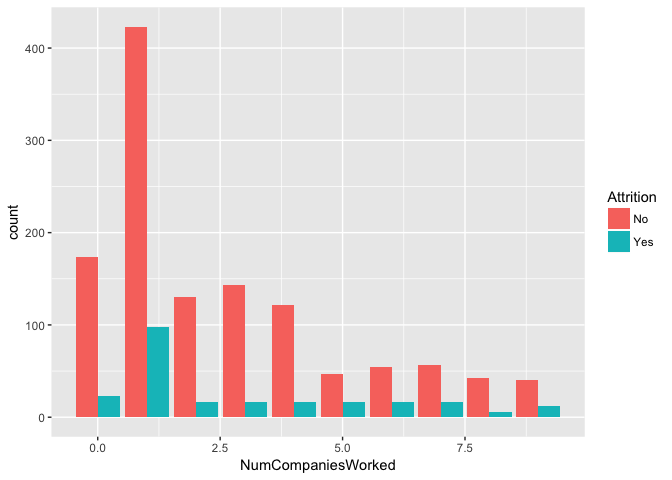 400
300
200
100
0
count
0.0 2.5 5.0 7.5
NumCompaniesWorked
Attrition
No
Yes